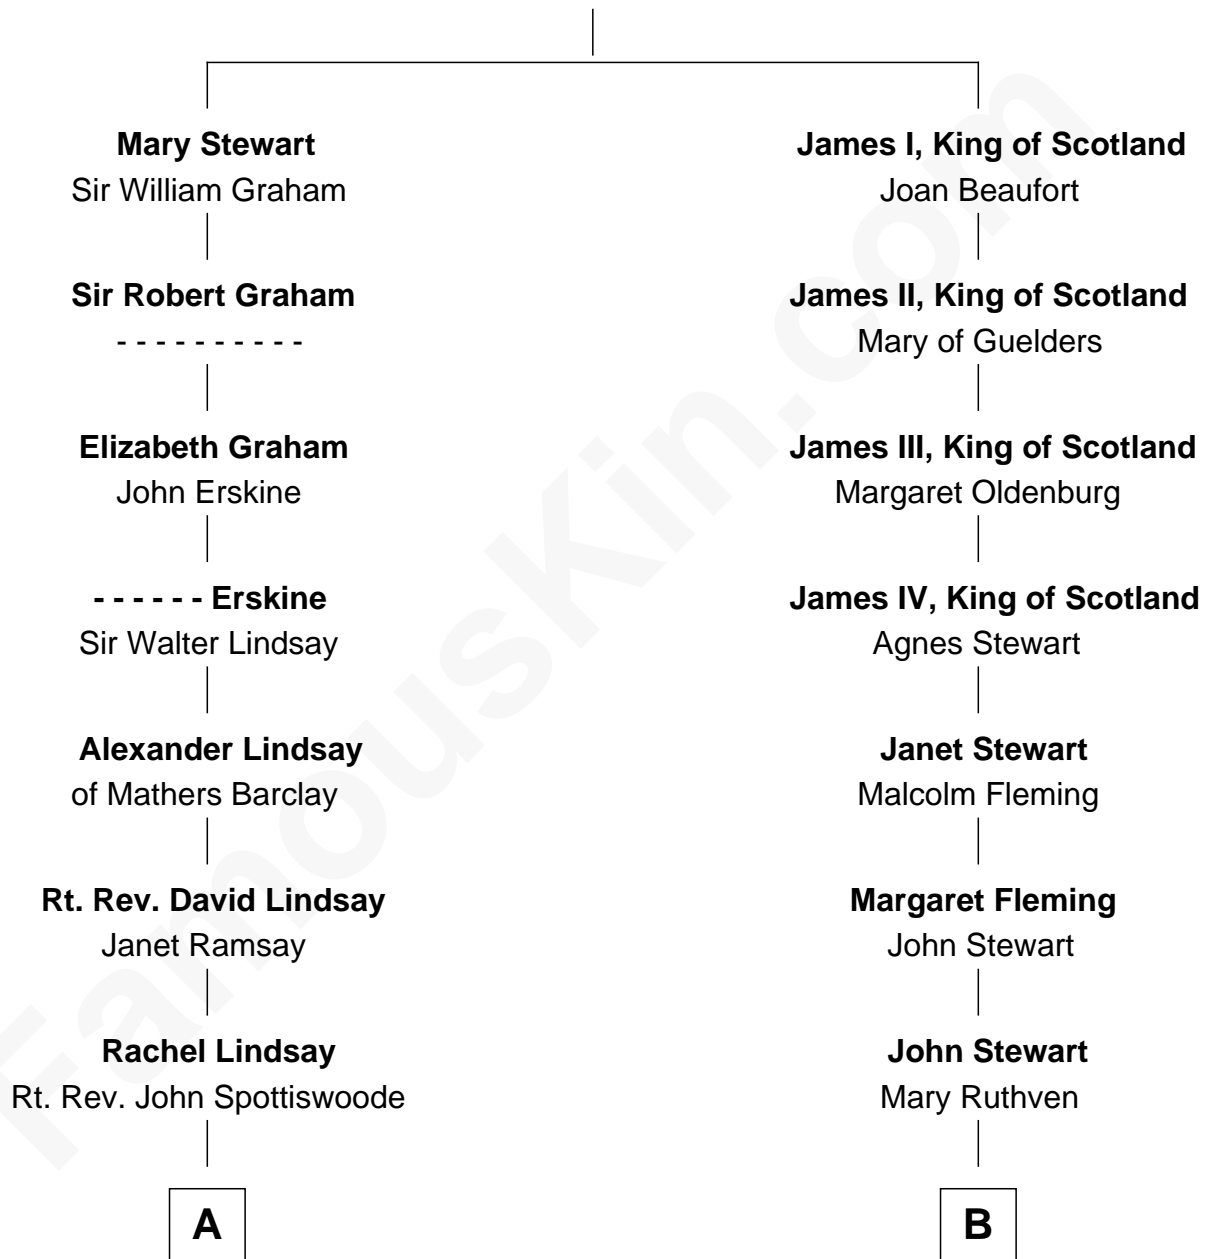 Mary Stewart
Sir William Graham
Sir Robert Graham
- - - - - - - - - -
Elizabeth Graham
John Erskine
- - - - - - Erskine
Sir Walter Lindsay
Alexander Lindsay
of Mathers Barclay
Rt. Rev. David Lindsay
Janet Ramsay
Rachel Lindsay
Rt. Rev. John Spottiswoode
A
James I, King of Scotland
Joan Beaufort
James II, King of Scotland
Mary of Guelders
James III, King of Scotland
Margaret Oldenburg
James IV, King of Scotland
Agnes Stewart
Janet Stewart
Malcolm Fleming
Margaret Fleming
John Stewart
John Stewart
Mary Ruthven
B
FamousKin.com